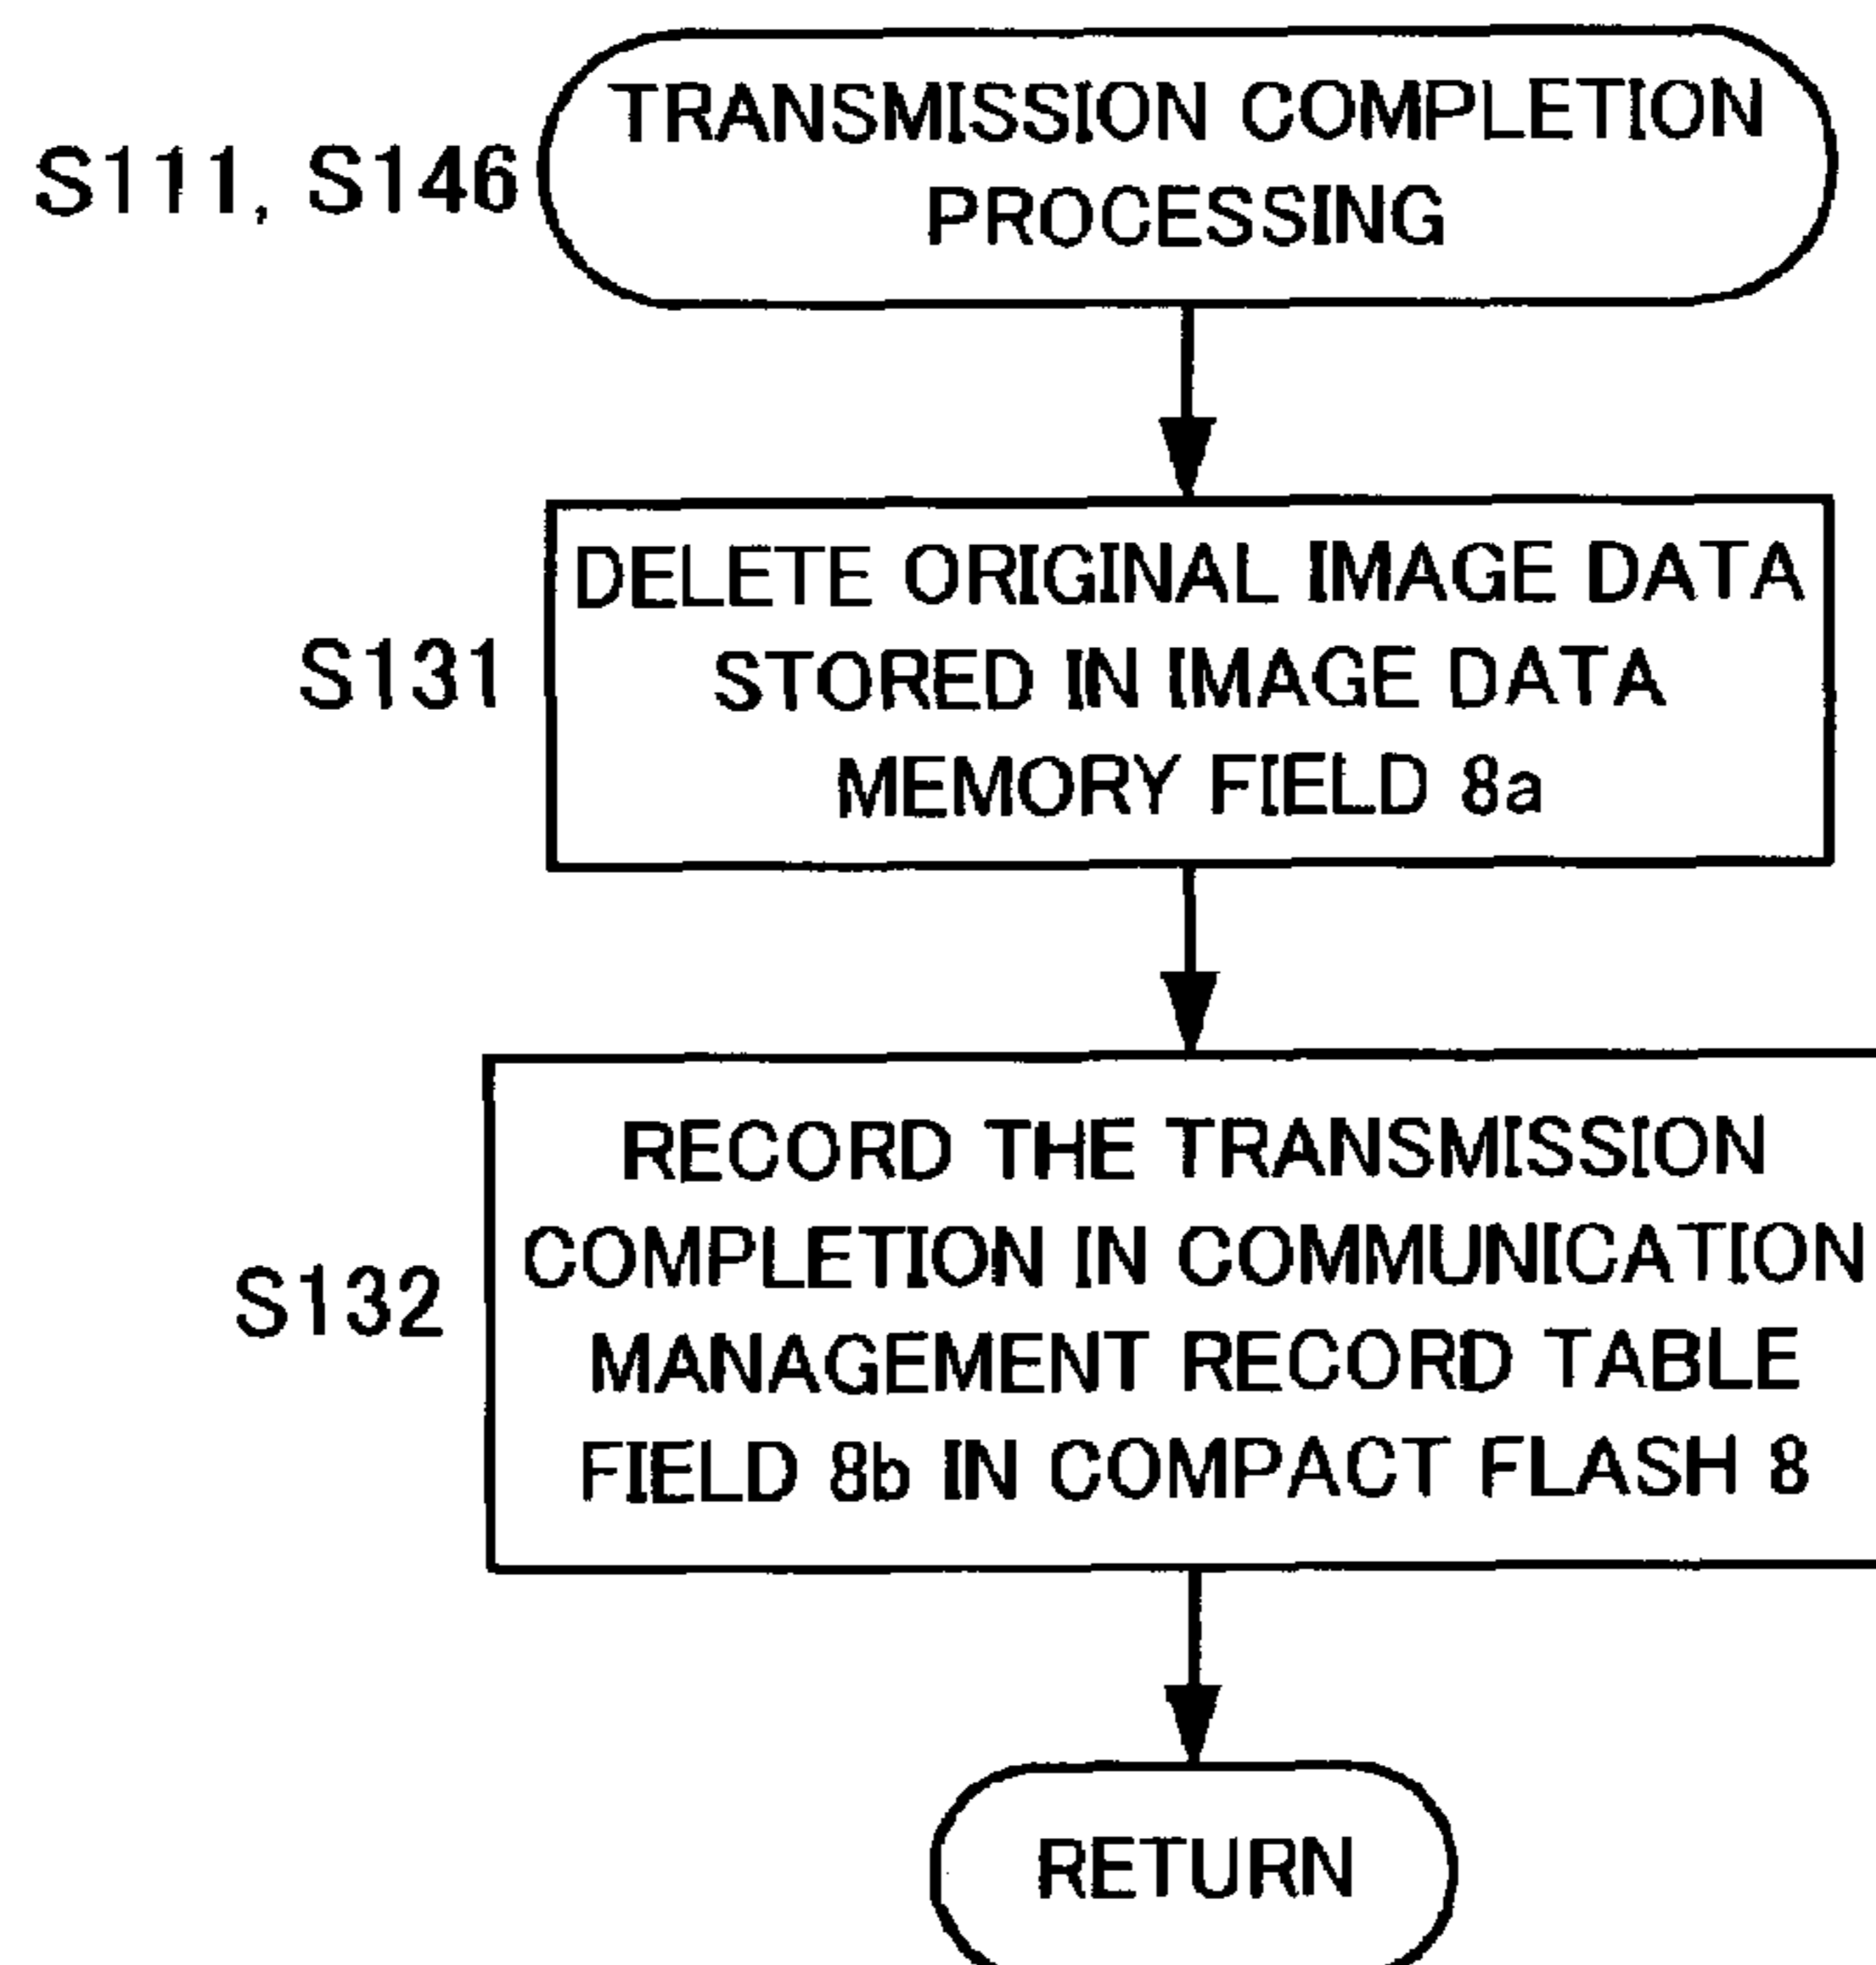 S111, S146
TRANSMISSION COMPLETION
PROCESSING
S131
DELETE ORIGINAL IMAGE DATA
STORED IN IMAGE DATA
MEMORY FIELD 8a
S132
RECORD THE TRANSMISSION
COMPLETION IN COMMUNICATION
MANAGEMENT RECORD TABLE
FIELD 8b IN COMPACT FLASH 8
RETURN